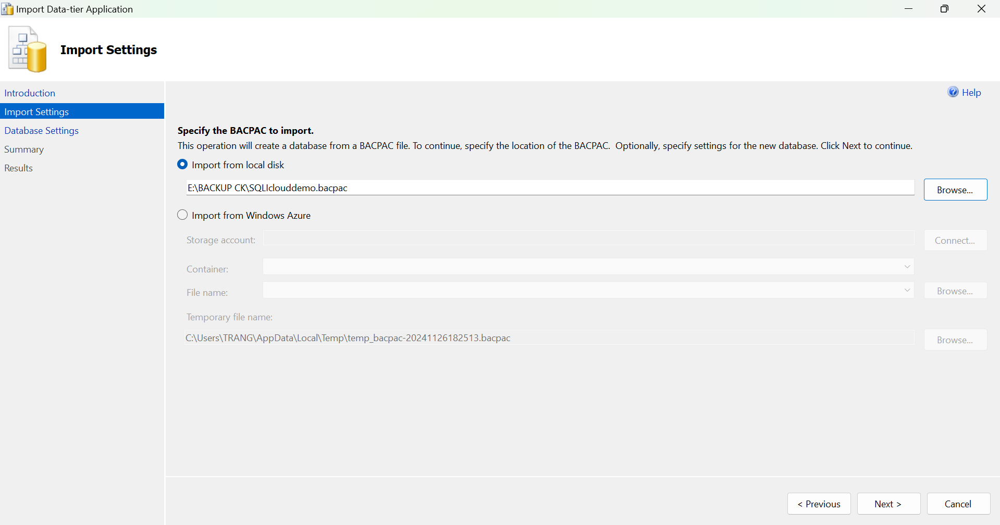 Import Data-tier Application
Import Settings
Introduction
Import Settings
Database Settings
Summary
Results
Help
Specify the BACPAC to import.
This operation will create a database from a BACPAC file. To continue, specify the location of the BACPAC.  Optionally, specify settings for the new database. Click Next to continue.
Import from local disk
E:\BACKUP CK\SQLIclouddemo.bacpac
Browse...
Import from Windows Azure
Storage account:
Connect...
Container:
File name:
Browse...
Temporary file name:
C:\Users\TRANG\AppData\Local\Temp\temp_bacpac-20241126182513.bacpac
Browse...
< Previous
Next >
Cancel